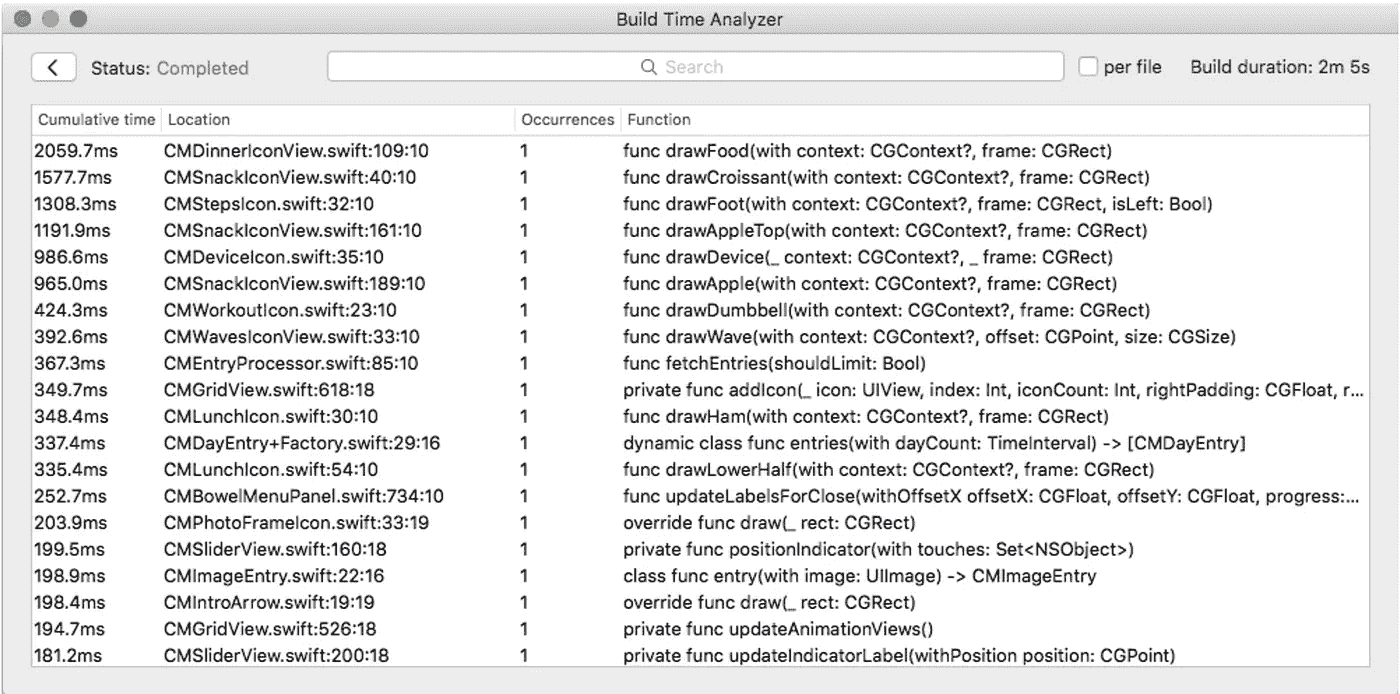 Build Time Analyzer
Status: Completed Search per file Build duration: 2m 5s
Cumulative time Location Occurrences Function
2059.7ms CMDinnerIconView.swift:109:10 1 func drawFood(with context: CGContext?, frame: CGRect)
1577.7ms CMSnackIconView.swift:40:10 1 func drawCroissant(with context: CGContext?, frame: CGRect)
1308.3ms CMStepsIcon.swift:32:10 1 func drawFoot(with context: CGContext?, frame: CGRect, isLeft: Bool)
1191.9ms CMSnackIconView.swift:161:10 1 func drawAppleTop(with context: CGContext?, frame: CGRect)
986.6ms CMDeviceIcon.swift:35:10 1 func drawDevice(_ context: CGContext?, _ frame: CGRect)
965.0ms CMSnackIconView.swift:189:10 1 func drawApple(with context: CGContext?, frame: CGRect)
424.3ms CMWorkoutIcon.swift:23:10 1 func drawDumbbell(with context: CGContext?, frame: CGRect)
392.6ms CMWavesIconView.swift:33:10 1 func drawWave(with context: CGContext?, offset: CGPoint, size: CGSize)
367.3ms CMEntryProcessor.swift:85:10 1 func fetchEntries(shouldLimit: Bool)
349.7ms CMGridView.swift:618:18 1 private func addIcon(_ icon: UIView, index: Int, iconCount: Int, rightPadding: CGFloat, r...
348.4ms CMLunchIcon.swift:30:10 1 func drawHam(with context: CGContext?, frame: CGRect)
337.4ms CMDayEntry+Factory.swift:29:16 1 dynamic class func entries(with dayCount: TimeInterval) -> [CMDayEntry]
335.4ms CMLunchIcon.swift:54:10 1 func drawLowerHalf(with context: CGContext?, frame: CGRect)
252.7ms CMBowelMenuPanel.swift:734:10 1 func updateLabelsForClose(withOffsetX offsetX: CGFloat, offsetY: CGFloat, progress:...
203.9ms CMPhotoFrameIcon.swift:33:19 1 override func draw(_ rect: CGRect)
199.5ms CMSliderView.swift:160:18 1 private func positionIndicator(with touches: Set<NSObject>)
198.9ms CMImageEntry.swift:22:16 1 class func entry(with image: UIImage) -> CMImageEntry
198.4ms CMIntroArrow.swift:19:19 1 override func draw(_ rect: CGRect)
194.7ms CMGridView.swift:526:18 1 private func updateAnimationViews()
181.2ms CMSliderView.swift:200:18 1 private func updateIndicatorLabel(withPosition position: CGPoint)